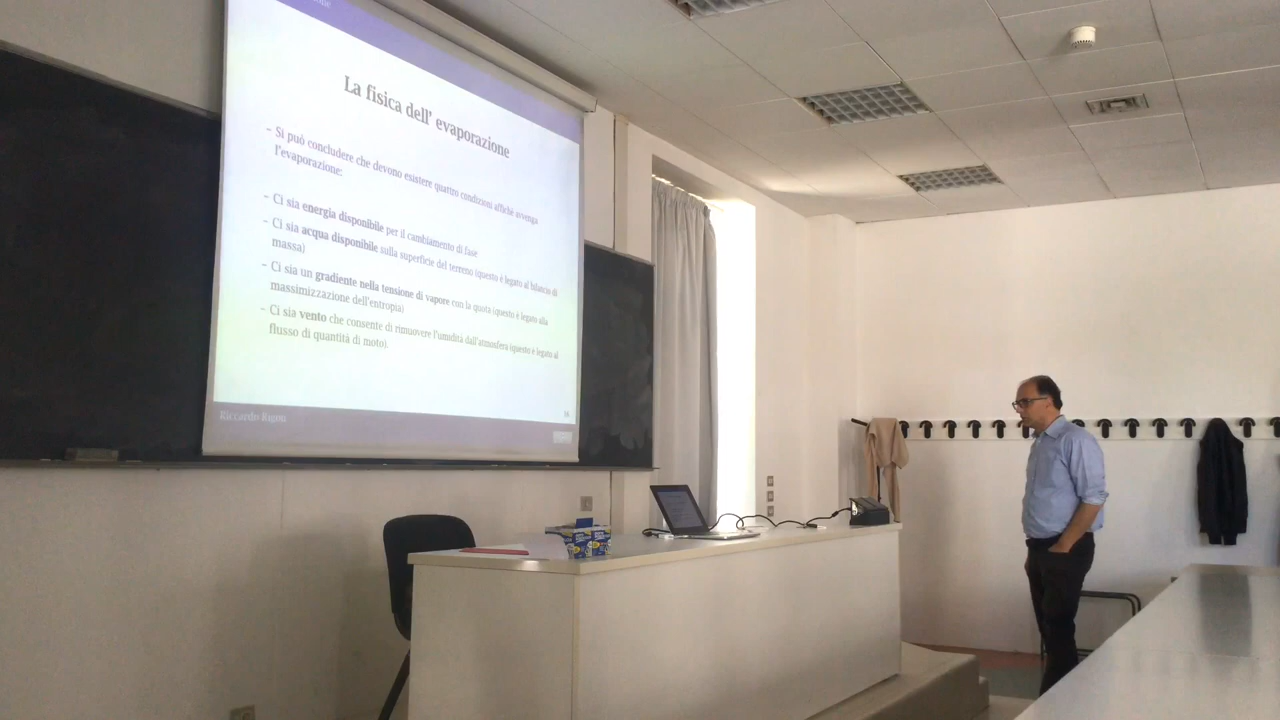 La fisica dell' evaporazione
– Si può concludere che devono esistere quattro condizioni affinché avvenga
l'evaporazione:
– Ci sia energia disponibile per il cambiamento di fase
– Ci sia acqua disponibile sulla superficie del terreno (questo è legato al bilancio di
massa)
– Ci sia un gradiente nella tensione di vapore con la quota (questo è legato alla
massimizzazione dell'entropia)
– Ci sia vento che consente di rimuovere l'umidità dall'atmosfera (questo è legato al
flusso di quantità di moto).
Riccardo Rigon